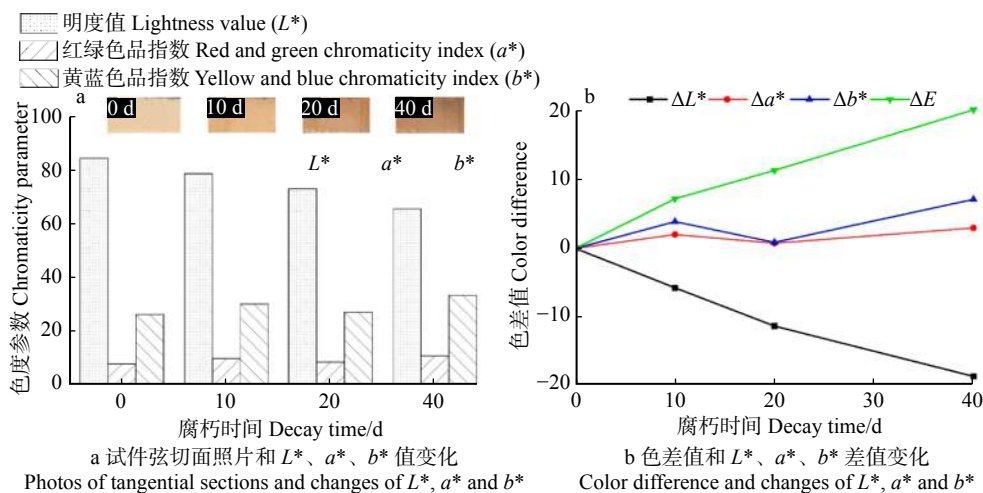 明度值 Lightness value (L*)
红绿色品指数 Red and green chromaticity index (a*)
黄蓝色品指数 Yellow and blue chromaticity index (b*)
a
0 d
10 d
20 d
40 d
L* a* b*
100
80
60
40
20
0
色度参数 Chromaticity parameter
0 10 20 40
腐朽时间 Decay time/d
a 试件弦切面照片和 L*、a*、b* 值变化
Photos of tangential sections and changes of L*, a* and b*
b
ΔL* Δa* Δb* ΔE
20
10
0
−10
−20
色差值 Color difference
0 10 20 30 40
腐朽时间 Decay time/d
b 色差值和 L*、a*、b* 差值变化
Color difference and changes of L*, a* and b*